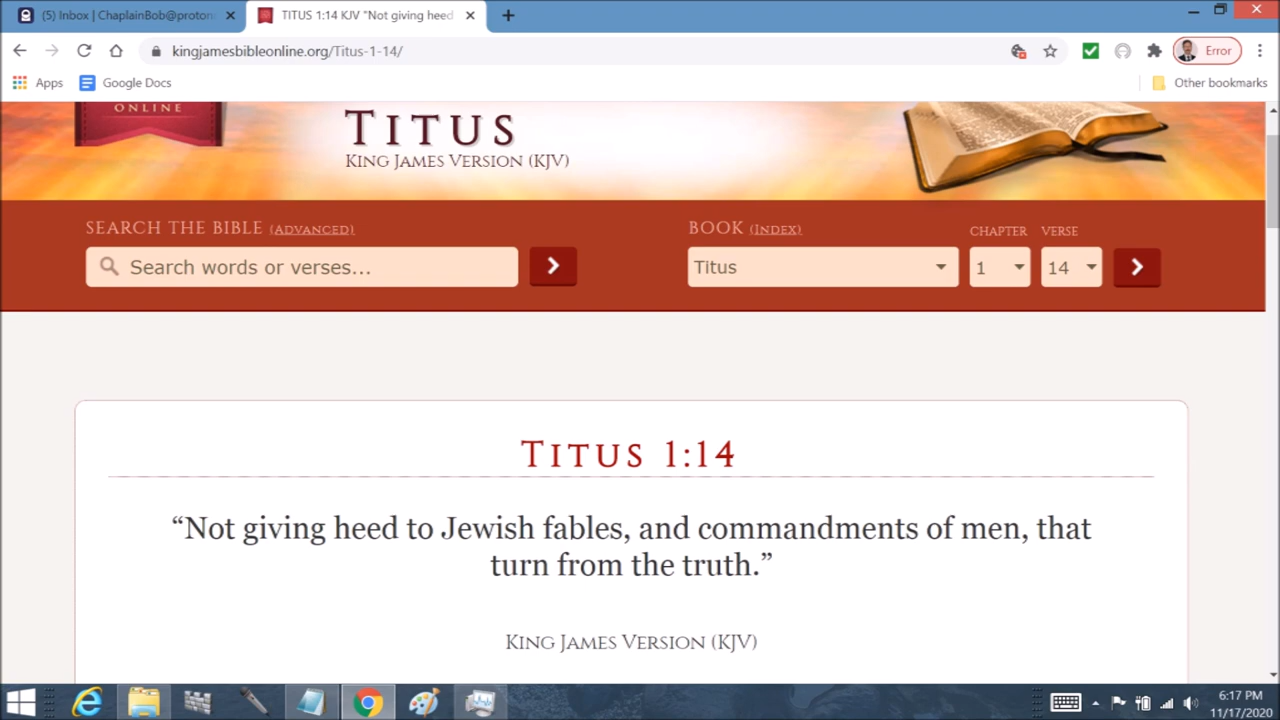 (5) Inbox | ChaplainBob@proton
TITUS 1:14 KJV "Not giving heed
kingjamesbibleonline.org/Titus-1-14/
Error
Apps
Google Docs
Other bookmarks
ONLINE
TITUS
KING JAMES VERSION (KJV)
SEARCH THE BIBLE (ADVANCED)
BOOK (INDEX)
CHAPTER
VERSE
Search words or verses...
Titus
1
14
TITUS 1:14
“Not giving heed to Jewish fables, and commandments of men, that
turn from the truth.”
KING JAMES VERSION (KJV)
6:17 PM
11/17/2020